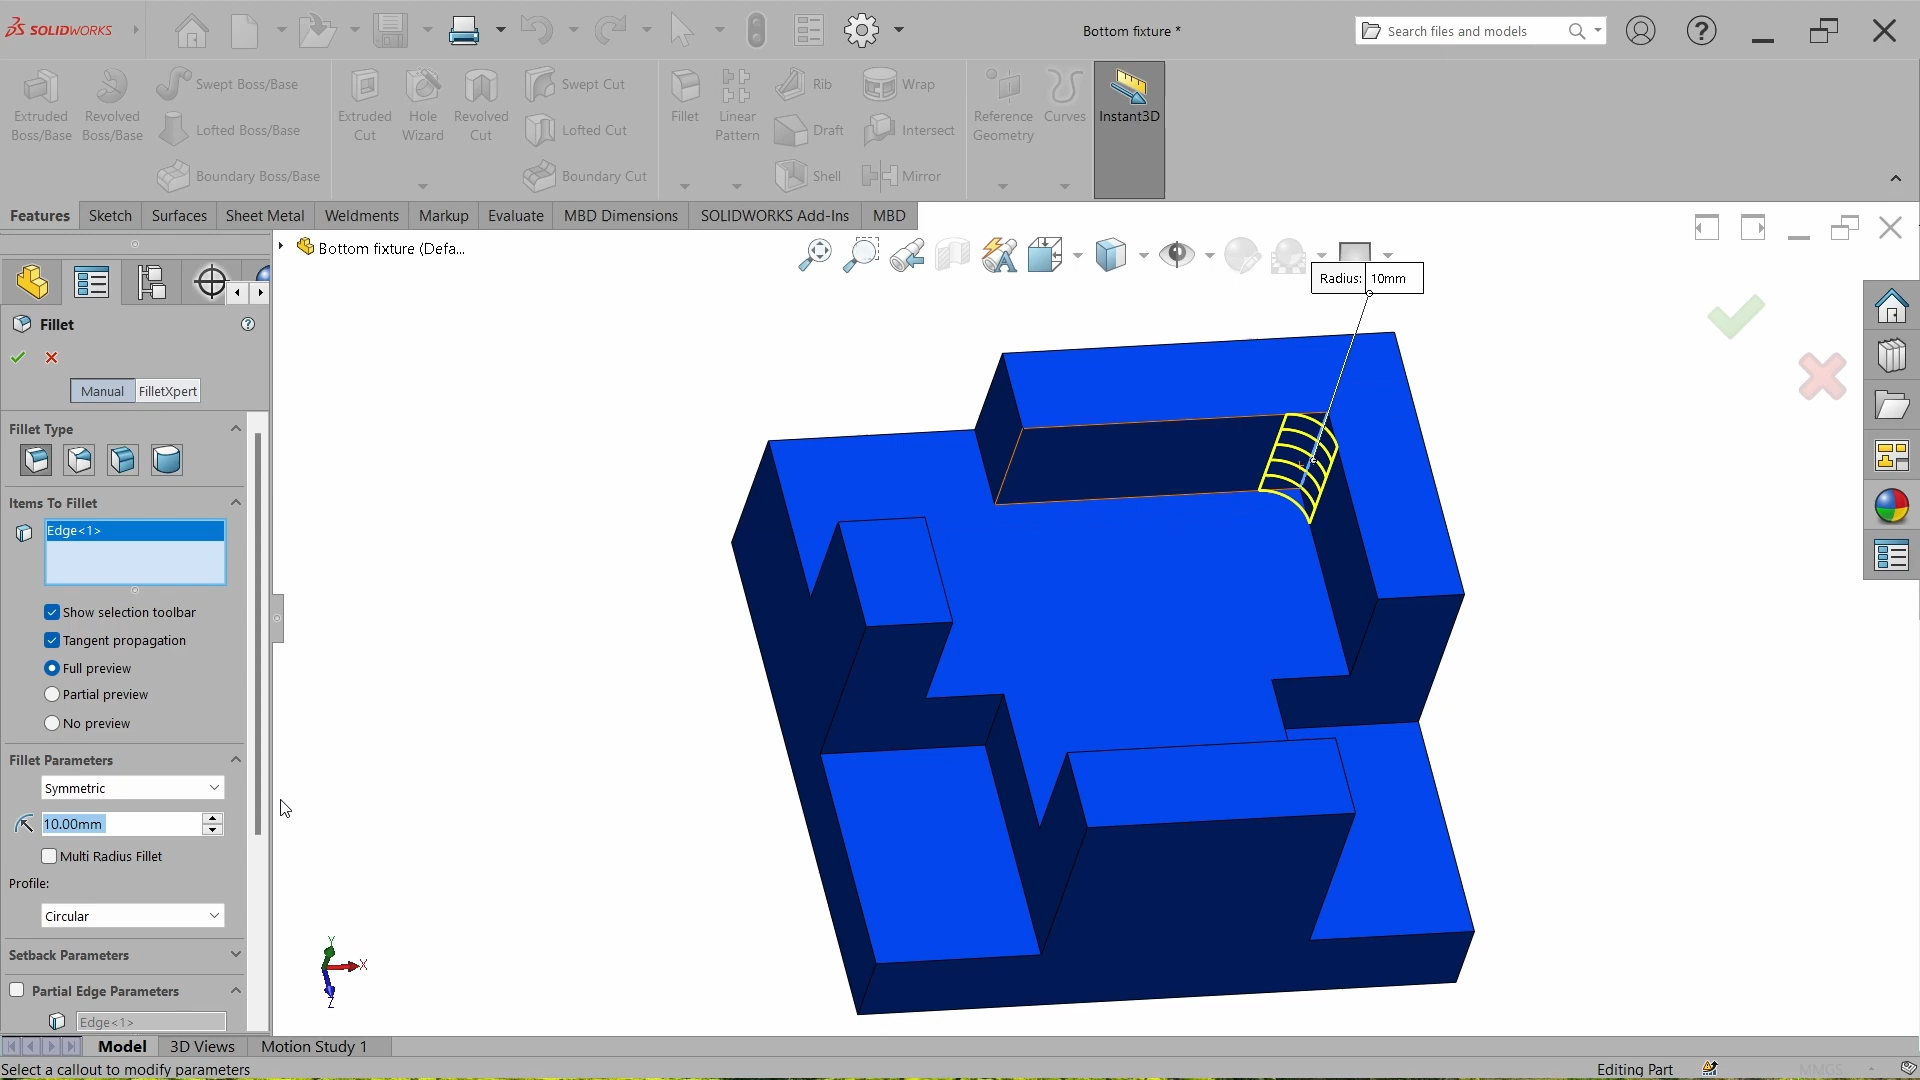 SOLIDWORKS
Bottom fixture *
Search files and models
Extruded Boss/Base
Revolved Boss/Base
Swept Boss/Base
Lofted Boss/Base
Boundary Boss/Base
Extruded Cut
Hole Wizard
Revolved Cut
Swept Cut
Lofted Cut
Boundary Cut
Fillet
Linear Pattern
Rib
Draft
Shell
Wrap
Intersect
Mirror
Reference Geometry
Curves
Instant3D
Features
Sketch
Surfaces
Sheet Metal
Weldments
Markup
Evaluate
MBD Dimensions
SOLIDWORKS Add-Ins
MBD
Bottom fixture (Defa...
Radius: 10mm
Fillet
Manual
FilletXpert
Fillet Type
Items To Fillet
Edge<1>
Show selection toolbar
Tangent propagation
Full preview
Partial preview
No preview
Fillet Parameters
Symmetric
10.00mm
Multi Radius Fillet
Profile:
Circular
Setback Parameters
Partial Edge Parameters
Edge<1>
Y
X
Z
Model
3D Views
Motion Study 1
Select a callout to modify parameters
Editing Part
MMGS